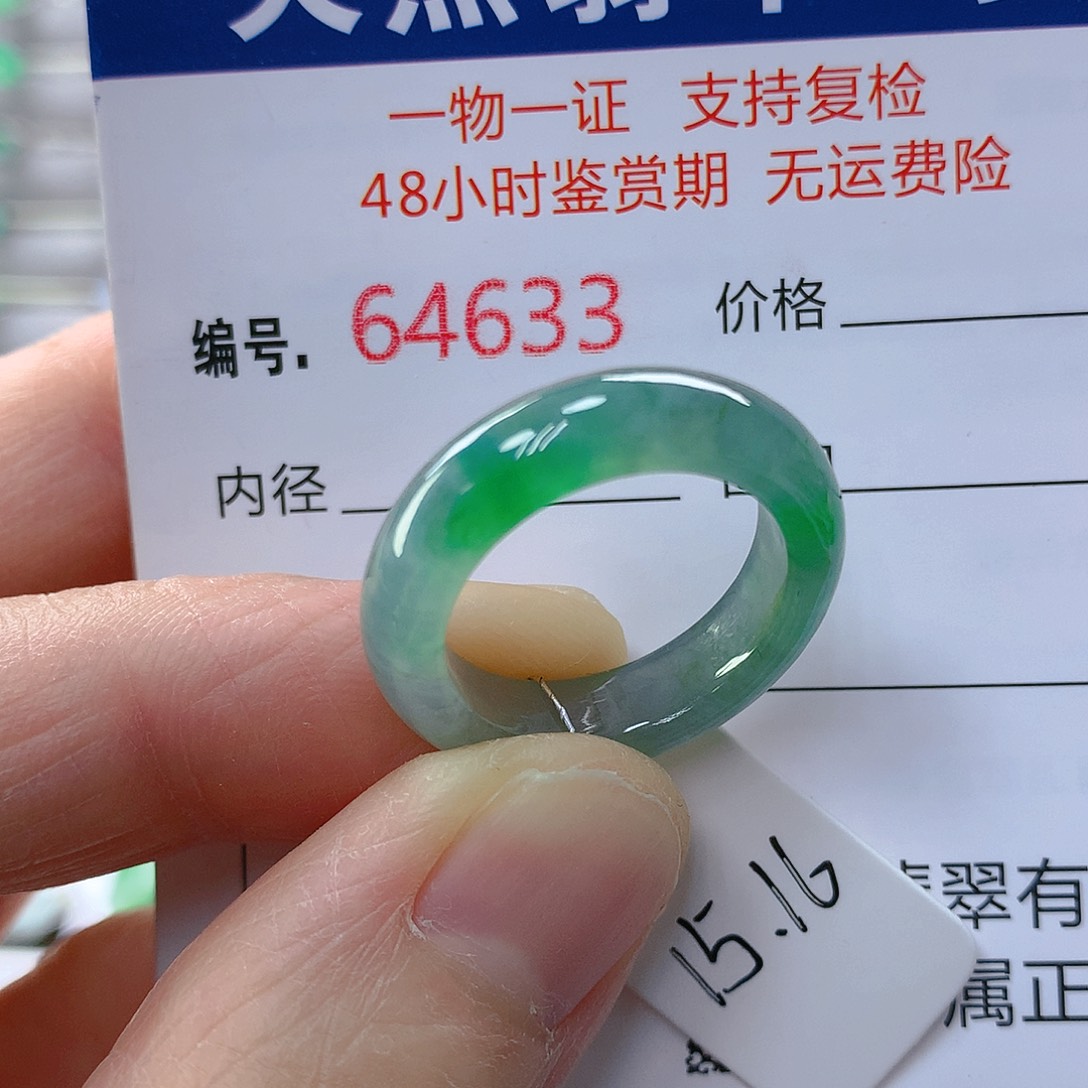 一物一证 支持复检
48小时鉴赏期 无运费险
编号. 64633 价格
内径
15.16
翠有
属正